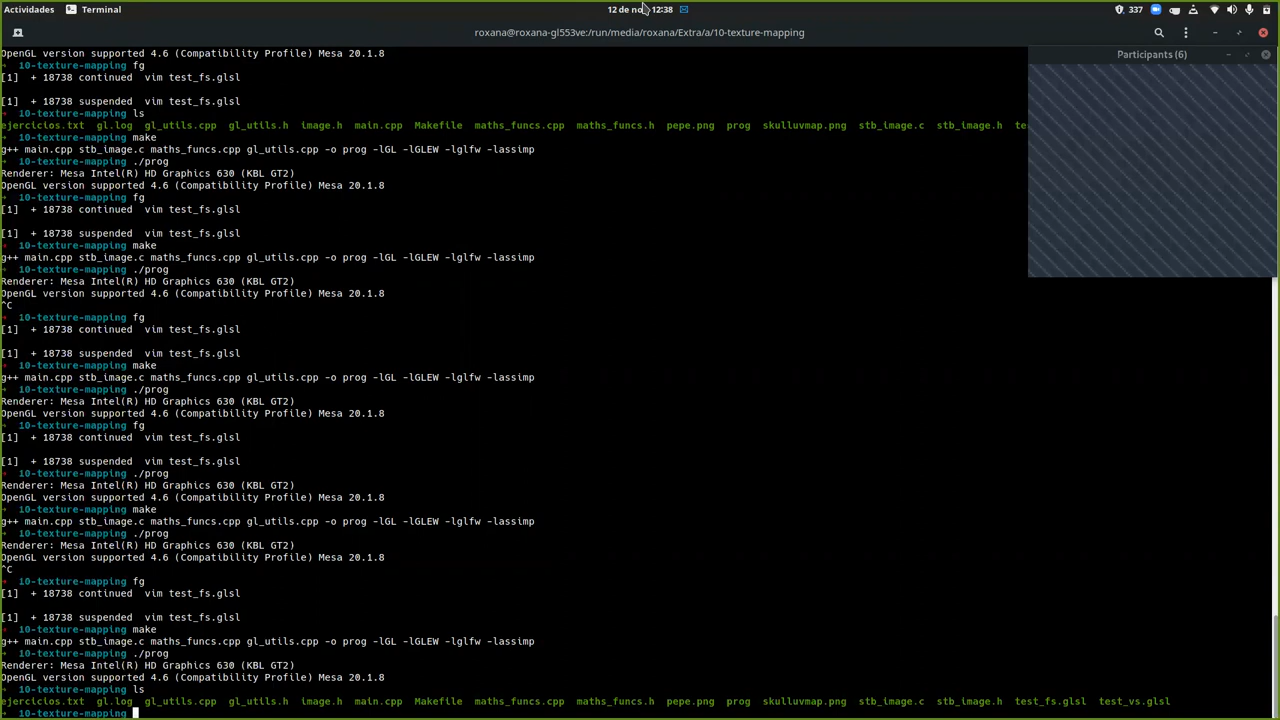 Actividades Terminal 12 de no 12:38 337
roxana@roxana-gl553ve:/run/media/roxana/Extra/a/10-texture-mapping
Participants (6)
OpenGL version supported 4.6 (Compatibility Profile) Mesa 20.1.8
10-texture-mapping fg
[1] + 18738 continued vim test_fs.glsl
[1] + 18738 suspended vim test_fs.glsl
10-texture-mapping ls
ejercicios.txt gl.log gl_utils.cpp gl_utils.h image.h main.cpp Makefile maths_funcs.cpp maths_funcs.h pepe.png prog skulluvmap.png stb_image.c stb_image.h te
10-texture-mapping make
g++ main.cpp stb_image.c maths_funcs.cpp gl_utils.cpp -o prog -lGL -lGLEW -lglfw -lassimp
10-texture-mapping ./prog
Renderer: Mesa Intel(R) HD Graphics 630 (KBL GT2)
OpenGL version supported 4.6 (Compatibility Profile) Mesa 20.1.8
10-texture-mapping fg
[1] + 18738 continued vim test_fs.glsl
[1] + 18738 suspended vim test_fs.glsl
10-texture-mapping make
g++ main.cpp stb_image.c maths_funcs.cpp gl_utils.cpp -o prog -lGL -lGLEW -lglfw -lassimp
10-texture-mapping ./prog
Renderer: Mesa Intel(R) HD Graphics 630 (KBL GT2)
OpenGL version supported 4.6 (Compatibility Profile) Mesa 20.1.8
^C
10-texture-mapping fg
[1] + 18738 continued vim test_fs.glsl
[1] + 18738 suspended vim test_fs.glsl
10-texture-mapping make
g++ main.cpp stb_image.c maths_funcs.cpp gl_utils.cpp -o prog -lGL -lGLEW -lglfw -lassimp
10-texture-mapping ./prog
Renderer: Mesa Intel(R) HD Graphics 630 (KBL GT2)
OpenGL version supported 4.6 (Compatibility Profile) Mesa 20.1.8
10-texture-mapping fg
[1] + 18738 continued vim test_fs.glsl
[1] + 18738 suspended vim test_fs.glsl
10-texture-mapping ./prog
Renderer: Mesa Intel(R) HD Graphics 630 (KBL GT2)
OpenGL version supported 4.6 (Compatibility Profile) Mesa 20.1.8
10-texture-mapping make
g++ main.cpp stb_image.c maths_funcs.cpp gl_utils.cpp -o prog -lGL -lGLEW -lglfw -lassimp
10-texture-mapping ./prog
Renderer: Mesa Intel(R) HD Graphics 630 (KBL GT2)
OpenGL version supported 4.6 (Compatibility Profile) Mesa 20.1.8
^C
10-texture-mapping fg
[1] + 18738 continued vim test_fs.glsl
[1] + 18738 suspended vim test_fs.glsl
10-texture-mapping make
g++ main.cpp stb_image.c maths_funcs.cpp gl_utils.cpp -o prog -lGL -lGLEW -lglfw -lassimp
10-texture-mapping ./prog
Renderer: Mesa Intel(R) HD Graphics 630 (KBL GT2)
OpenGL version supported 4.6 (Compatibility Profile) Mesa 20.1.8
10-texture-mapping ls
ejercicios.txt gl.log gl_utils.cpp gl_utils.h image.h main.cpp Makefile maths_funcs.cpp maths_funcs.h pepe.png prog skulluvmap.png stb_image.c stb_image.h test_fs.glsl test_vs.glsl
10-texture-mapping